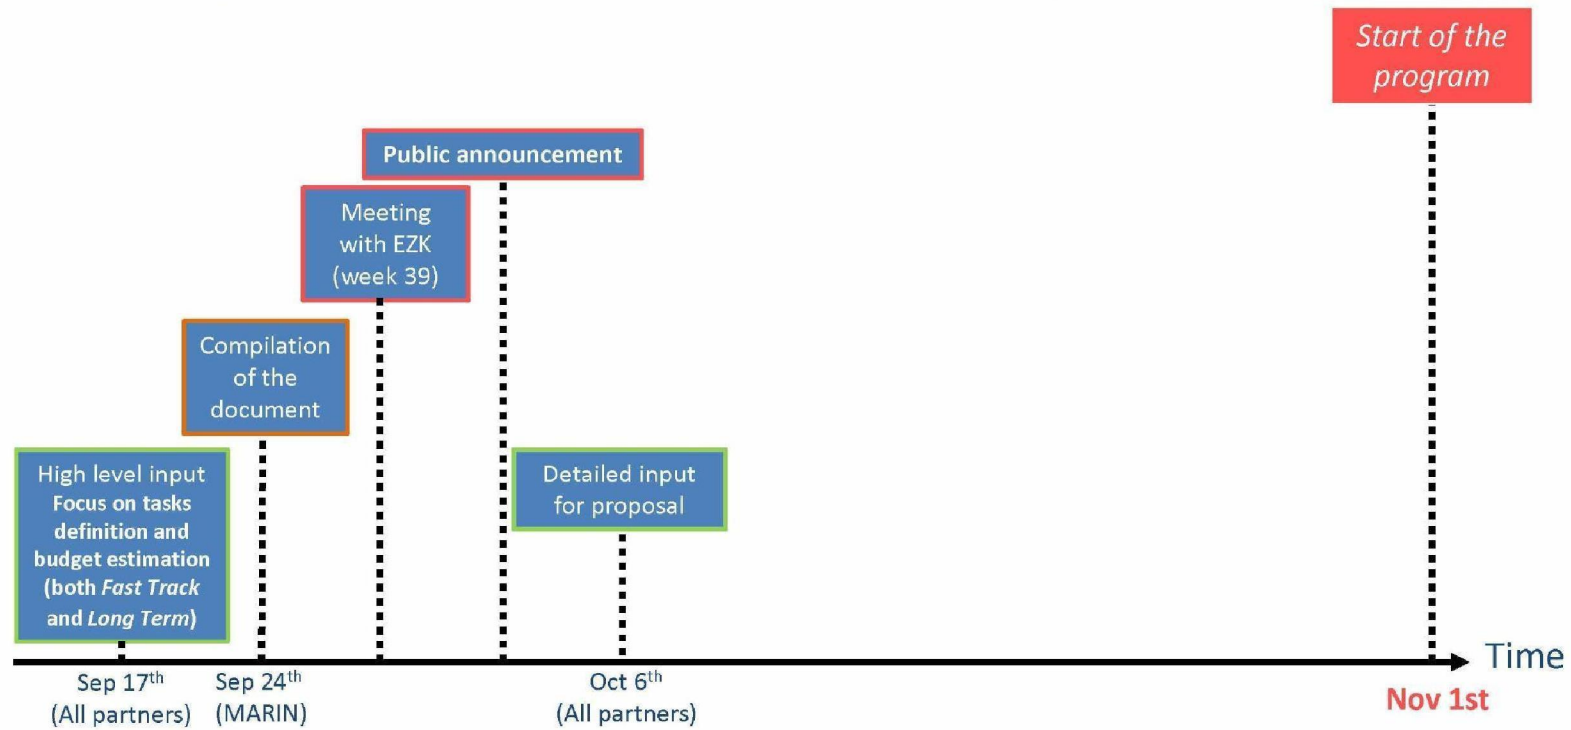 Start of the
program
Public announcement
Meeting
with EZK
(week 39)
Compilation
of the
document
High level input
Focus on tasks
definition and
budget estimation
(both Fast Track
and Long Term)
Detailed input
for proposal
Time
Sep 17th
(All partners)
Sep 24th
(MARIN)
Oct 6th
(All partners)
Nov 1st